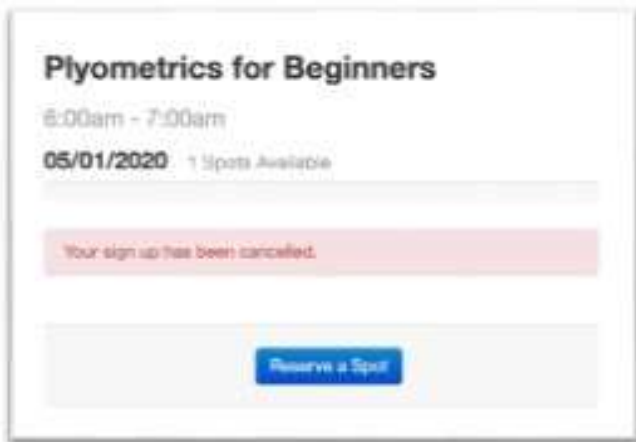 Plyometrics for Beginners
6:00am - 7:00am
05/01/2020 1 Spots Available
Your sign up has been cancelled.
Reserve a Spot